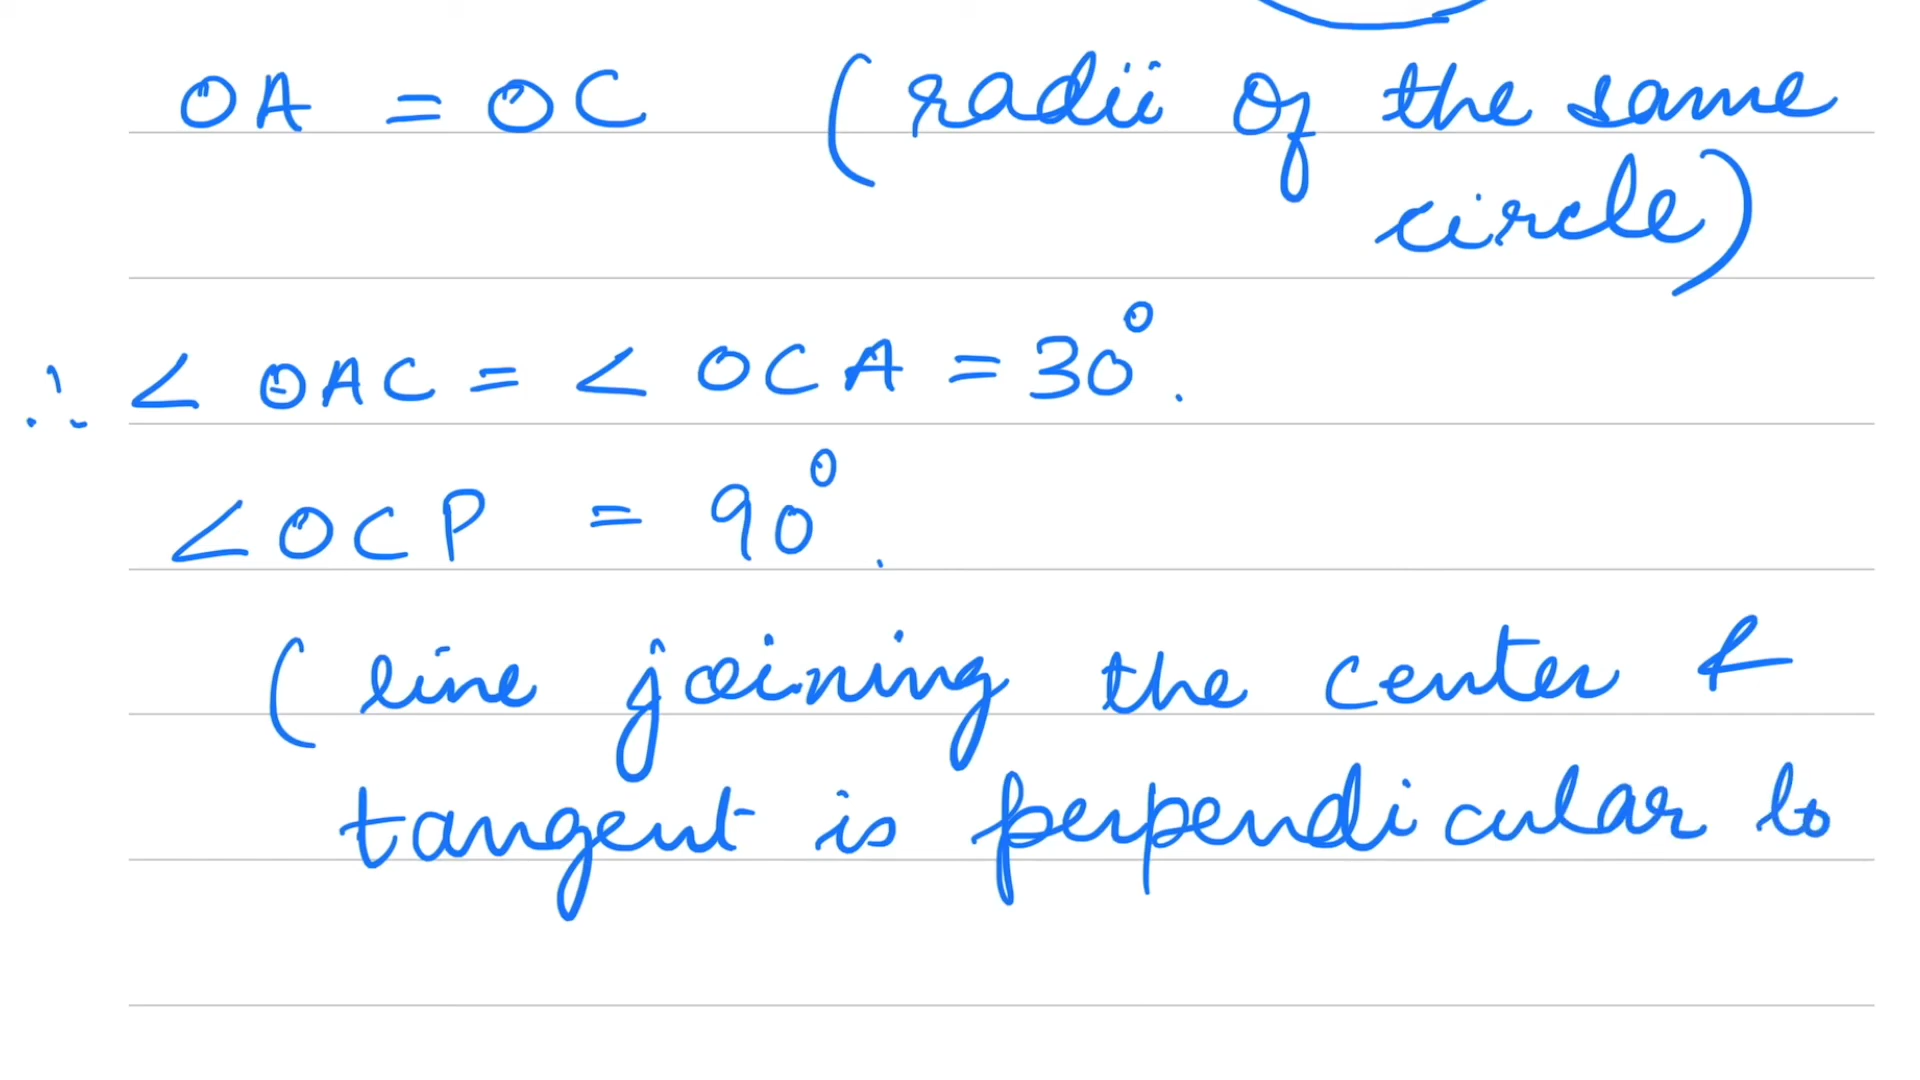 OA = OC (radii of the same
circle)
∴ ∠ OAC = ∠ OCA = 30°.
∠OCP = 90°.
(line joining the center &
tangent is perpendicular to